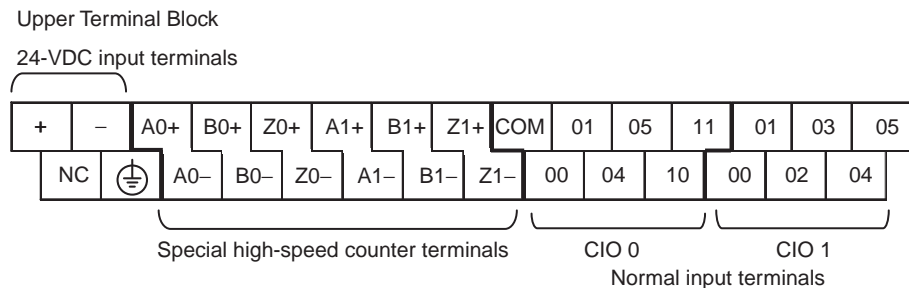 Upper Terminal Block
24-VDC input terminals
+ – A0+ B0+ Z0+ A1+ B1+ Z1+ COM 01 05 11 01 03 05
NC A0– B0– Z0– A1– B1– Z1– 00 04 10 00 02 04
Special high-speed counter terminals CIO 0 CIO 1
Normal input terminals